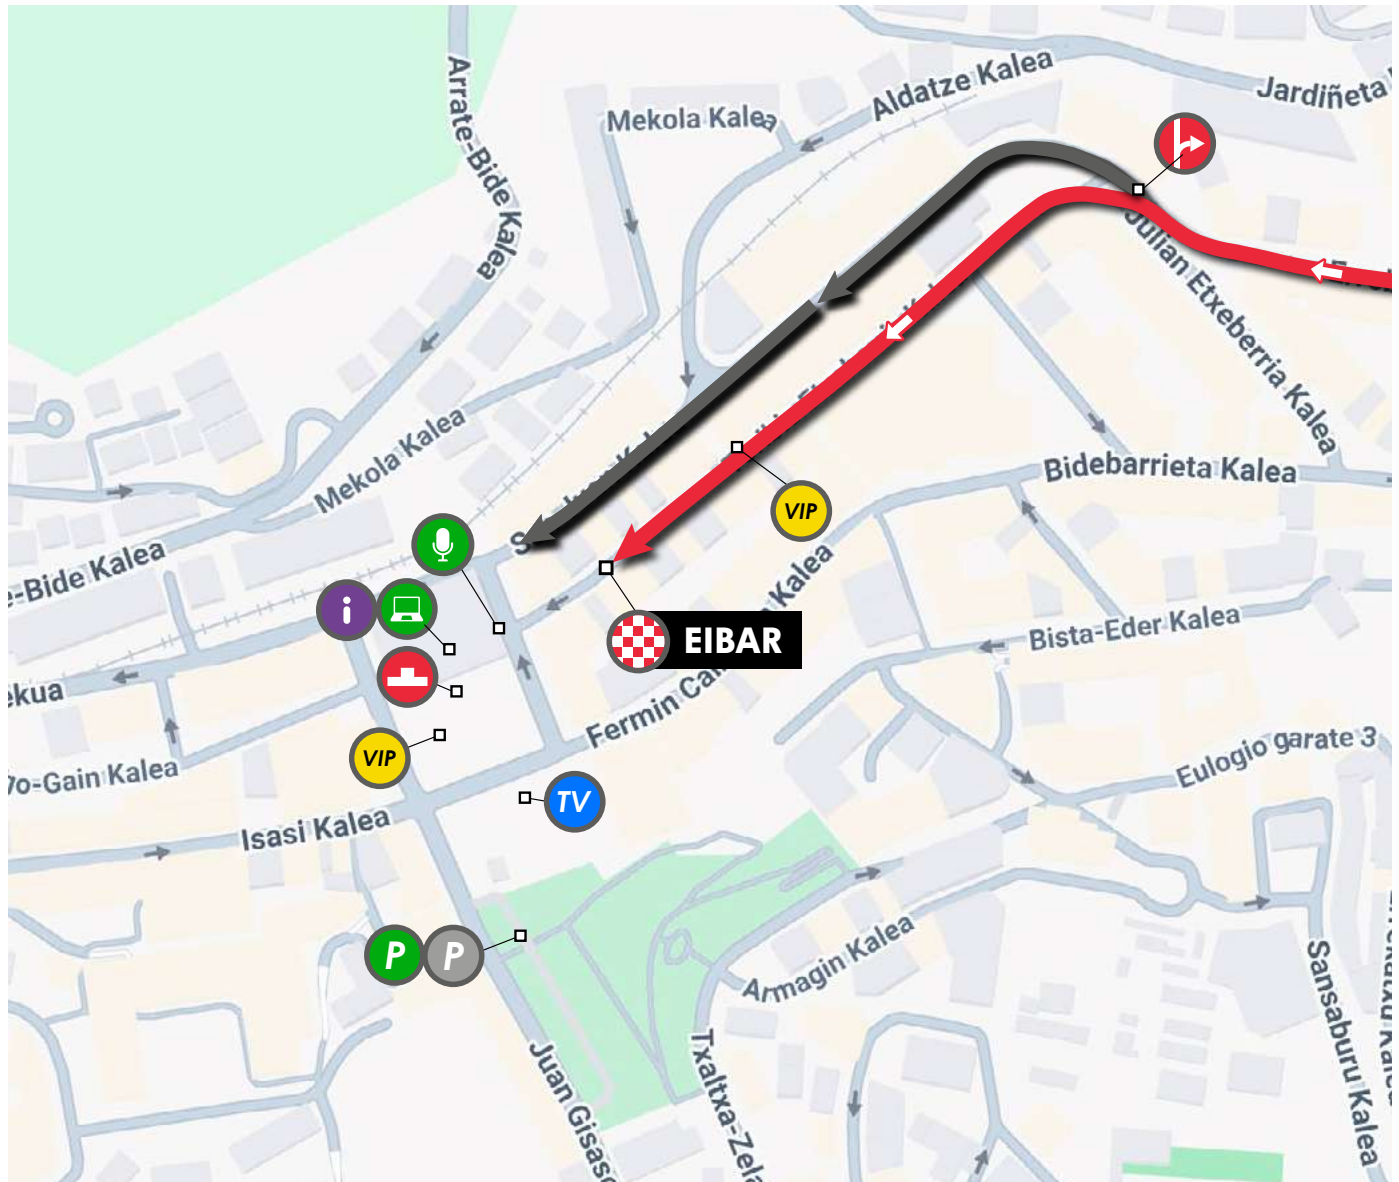 Arrate-Bide Kalea
Mekola Kalea
Aldatze Kalea
Jardiñeta
Julian Etxeberria Kalea
Mekola Kalea
VIP
Bidebarrieta Kalea
-Bide Kalea
i
EIBAR
Kalea
Bista-Eder Kalea
ekua
Fermin Cal
VIP
o-Gain Kalea
Eulogio garate 3
TV
Isasi Kalea
P
P
Armagin Kalea
Sansaburu Kalea
Juan Gisaso
Txaltxa-Zela